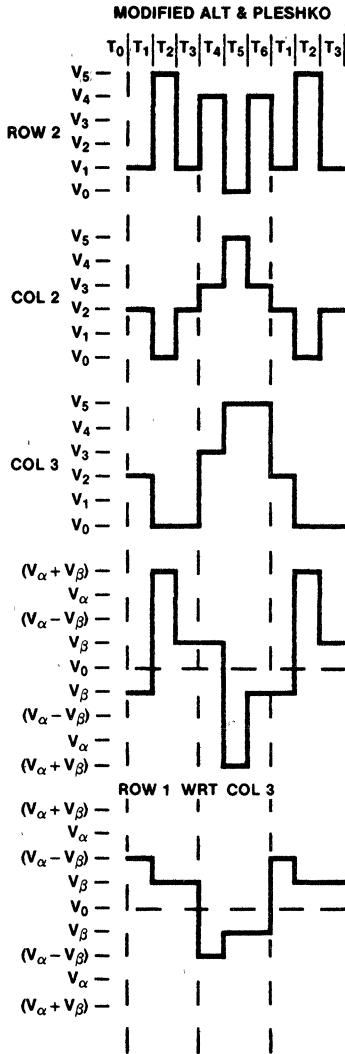 MODIFIED ALT & PLESHKO
T₀ T₁ T₂ T₃ T₄ T₅ T₆ T₁ T₂ T₃
V₅
V₄
V₃
ROW 2
V₂
V₁
V₀
V₅
V₄
COL 2
V₃
V₂
V₁
V₀
V₅
V₄
COL 3
V₃
V₂
V₁
V₀
(Vα + Vβ)
Vα
(Vα − Vβ)
Vβ
V₀
Vβ
(Vα − Vβ)
Vα
(Vα + Vβ)
ROW 1 WRT COL 3
(Vα + Vβ)
Vα
(Vα − Vβ)
Vβ
V₀
Vβ
(Vα − Vβ)
Vα
(Vα + Vβ)